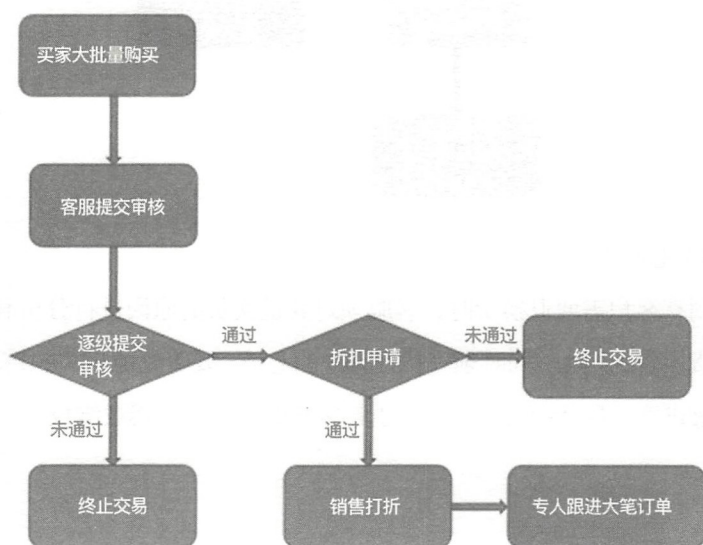 买家大批量购买
客服提交审核
逐级提交
审核
通过
折扣申请
未通过
终止交易
未通过
通过
终止交易
销售打折
专人跟进大笔订单